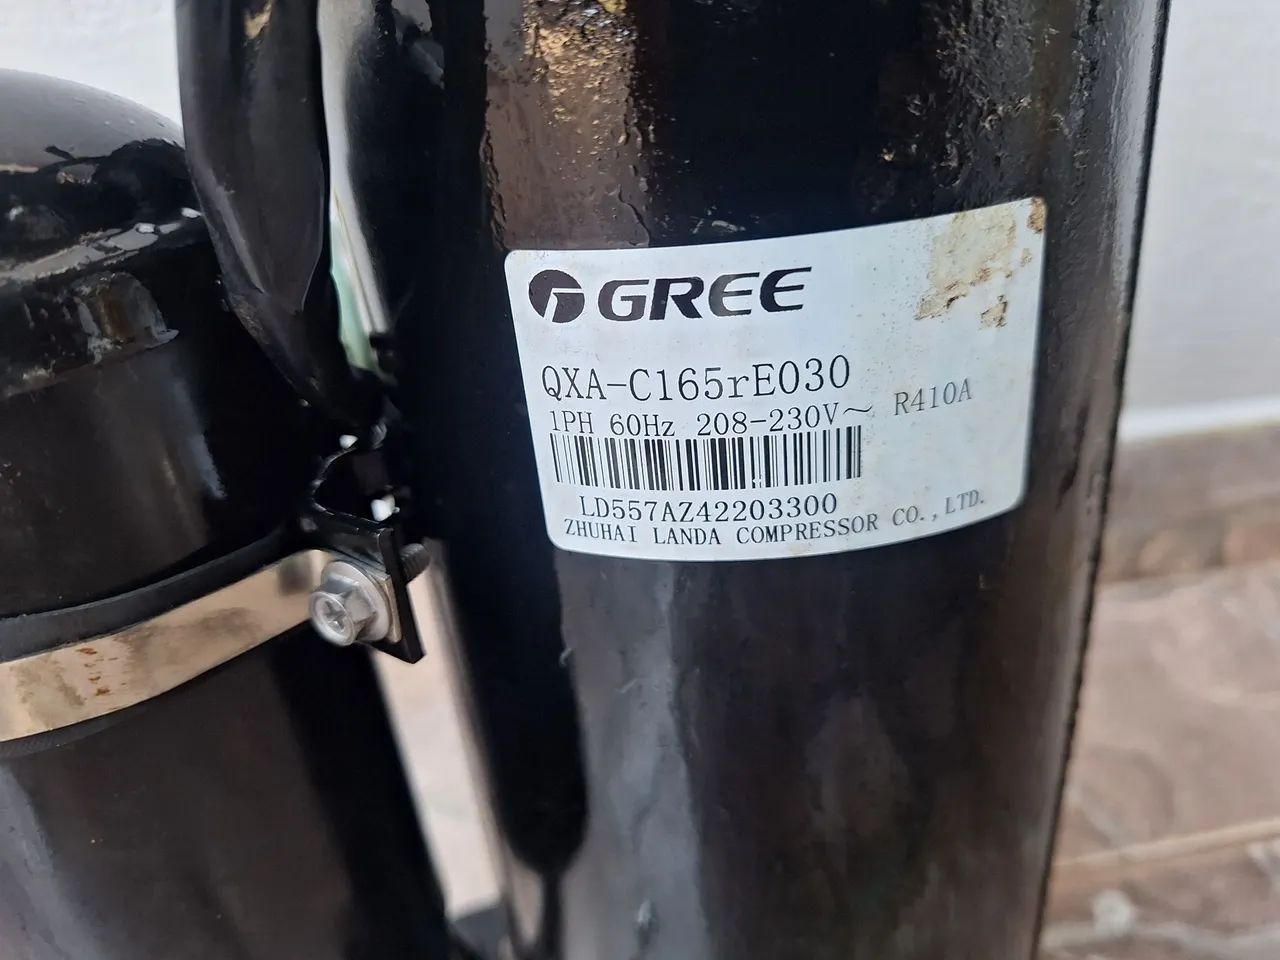 GREE
QXA-C165rE030
1PH 60Hz 208-230V～ R410A
LD557AZ42203300
ZHUHAI LANDA COMPRESSOR CO.,LTD.